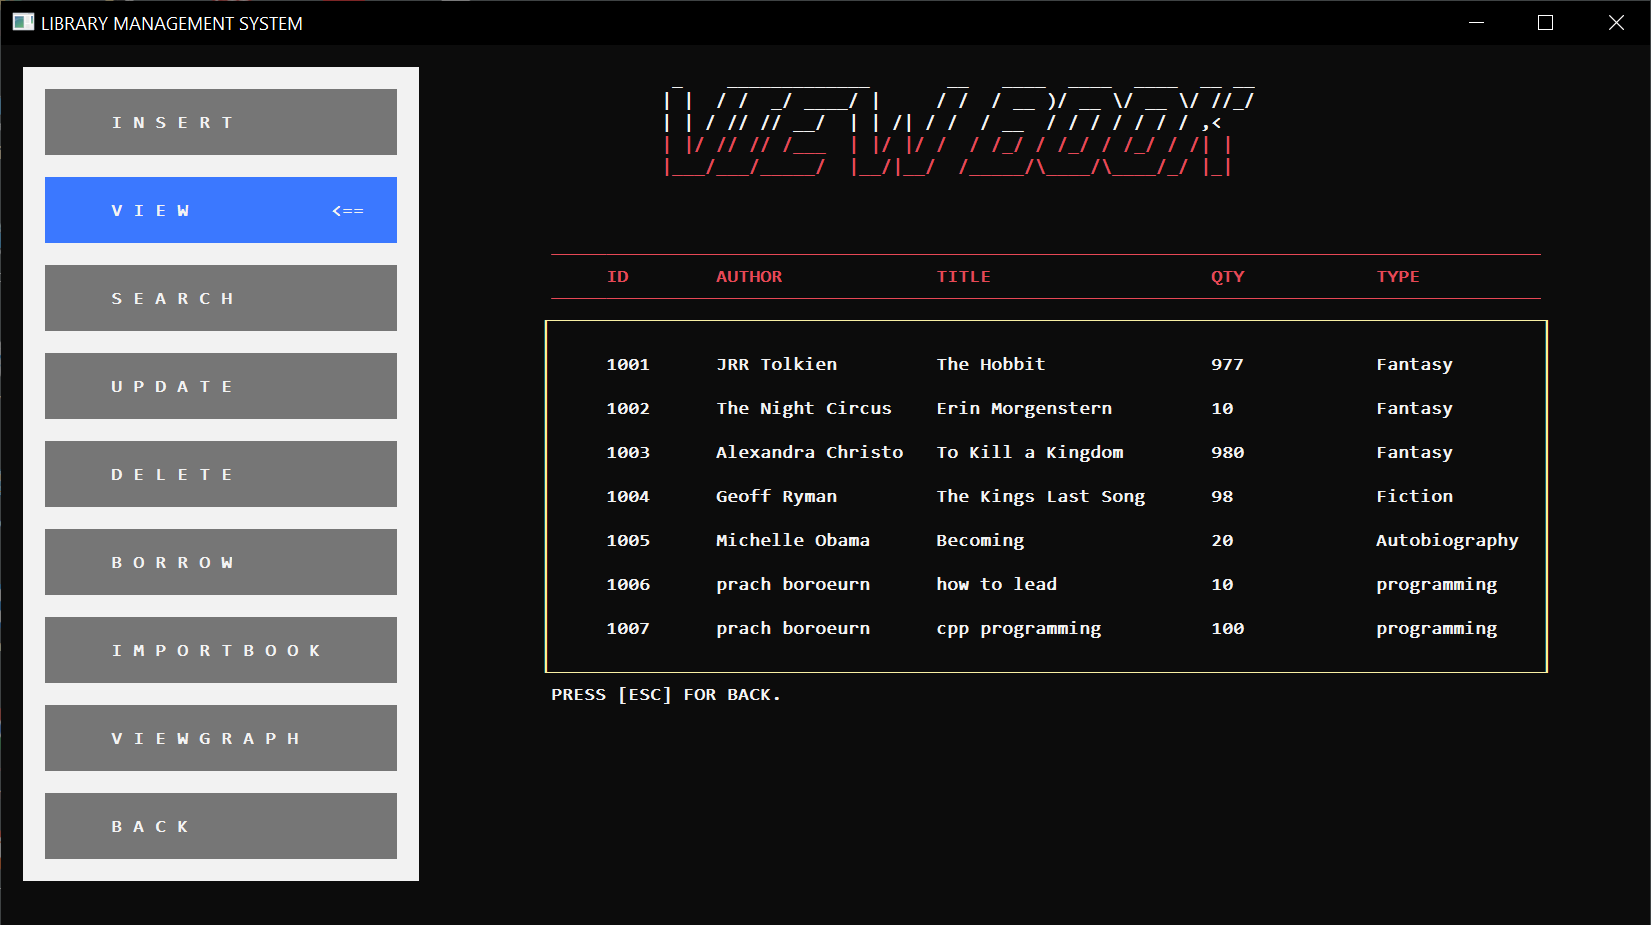 LIBRARY MANAGEMENT SYSTEM
I N S E R T
V I E W <==
S E A R C H
U P D A T E
D E L E T E
B O R R O W
I M P O R T B O O K
V I E W G R A P H
B A C K
VIEW BOOK
ID AUTHOR TITLE QTY TYPE
1001 JRR Tolkien The Hobbit 977 Fantasy
1002 The Night Circus Erin Morgenstern 10 Fantasy
1003 Alexandra Christo To Kill a Kingdom 980 Fantasy
1004 Geoff Ryman The Kings Last Song 98 Fiction
1005 Michelle Obama Becoming 20 Autobiography
1006 prach boroeurn how to lead 10 programming
1007 prach boroeurn cpp programming 100 programming
PRESS [ESC] FOR BACK.